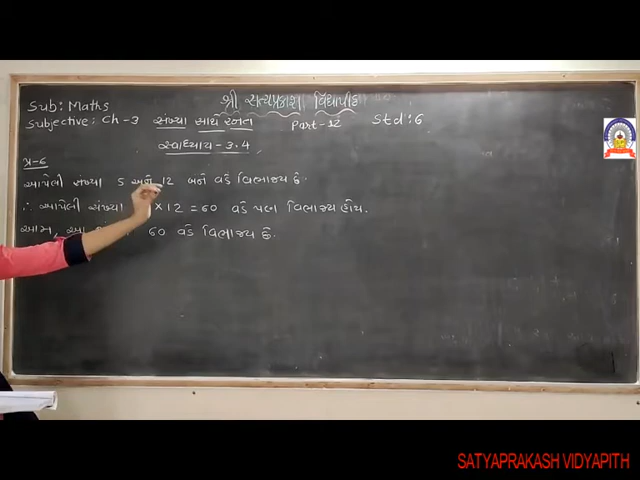 શ્રી સત્યપ્રકાશ વિદ્યાપીઠ
Sub: Maths
Subjective: Ch-3 સંખ્યા સાથે રમત Part-12 Std:6
સ્વાધ્યાય - 3.4
પ્ર-6
આપેલી સંખ્યા 5 અને 12 બંને વડે વિભાજ્ય છે.
∴ આપેલી સંખ્યા × 12 = 60 વડે પણ વિભાજ્ય હોય.
આમ, આ 60 વડે વિભાજ્ય છે.
SATYAPRAKASH VIDYAPITH